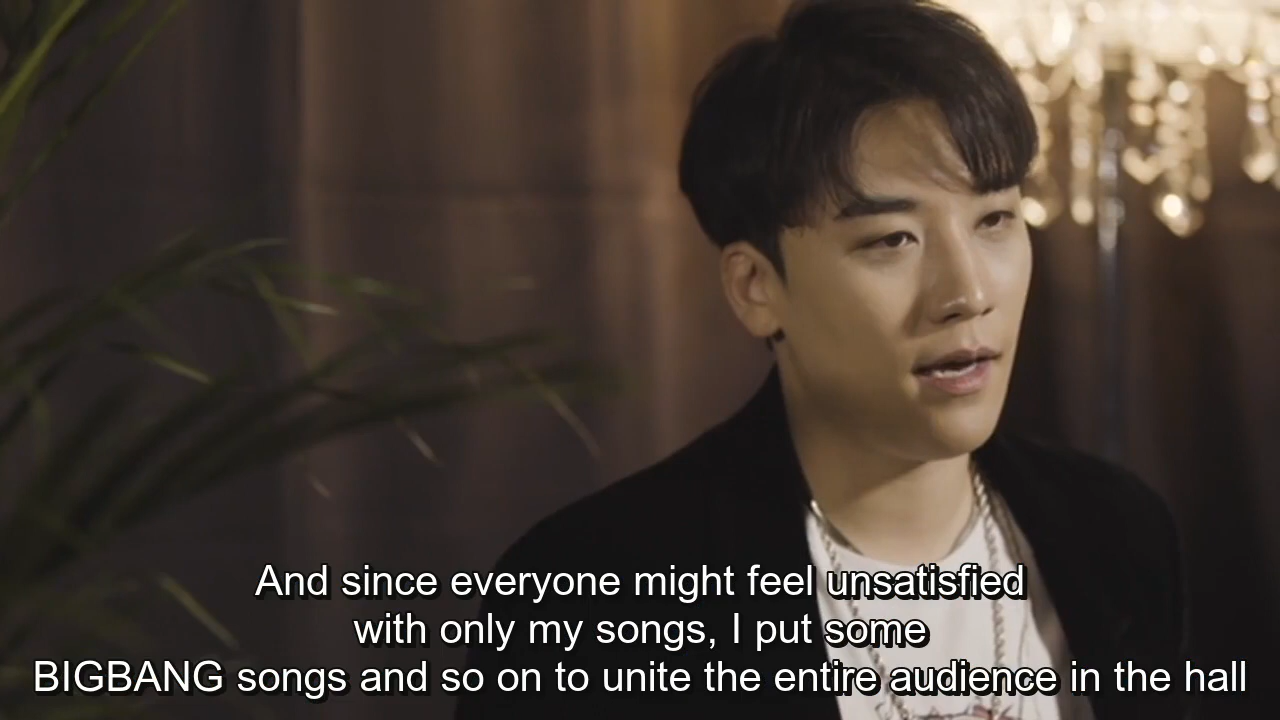 And since everyone might feel unsatisfied
with only my songs, I put some
BIGBANG songs and so on to unite the entire audience in the hall